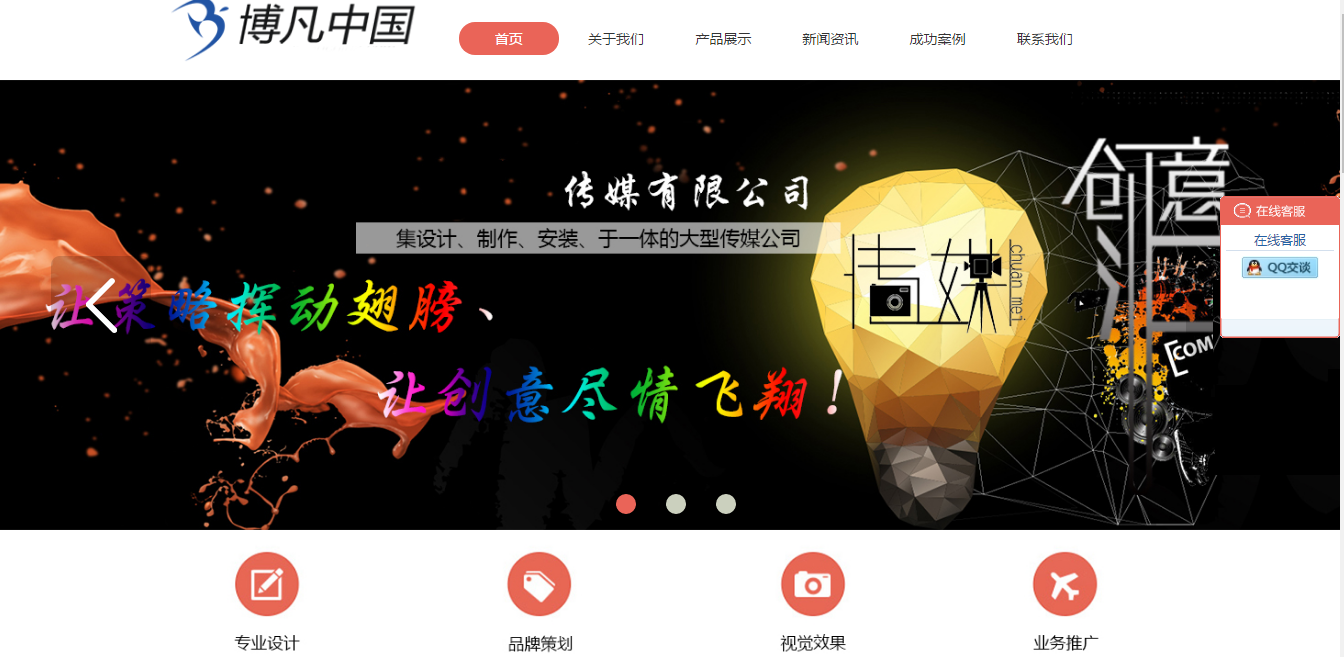 博凡中国
首页 关于我们 产品展示 新闻资讯 成功案例 联系我们
传媒有限公司
集设计、制作、安装、于一体的大型传媒公司
让策略挥动翅膀、
让创意尽情飞翔！
传媒
chuan mei
创意
汇
COM
在线客服
在线客服
QQ交谈
专业设计 品牌策划 视觉效果 业务推广